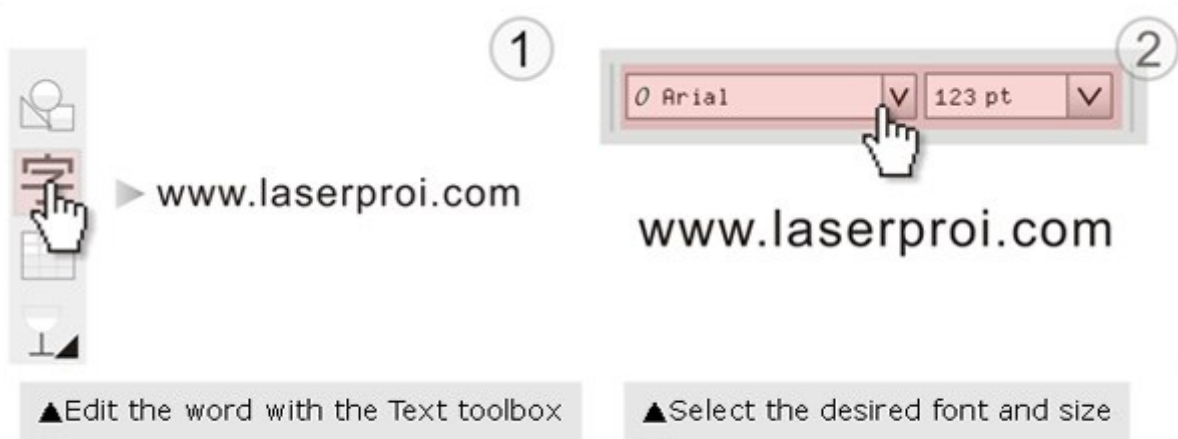 1
字
www.laserproi.com
▲Edit the word with the Text toolbox
2
O Arial
123 pt
www.laserproi.com
▲Select the desired font and size